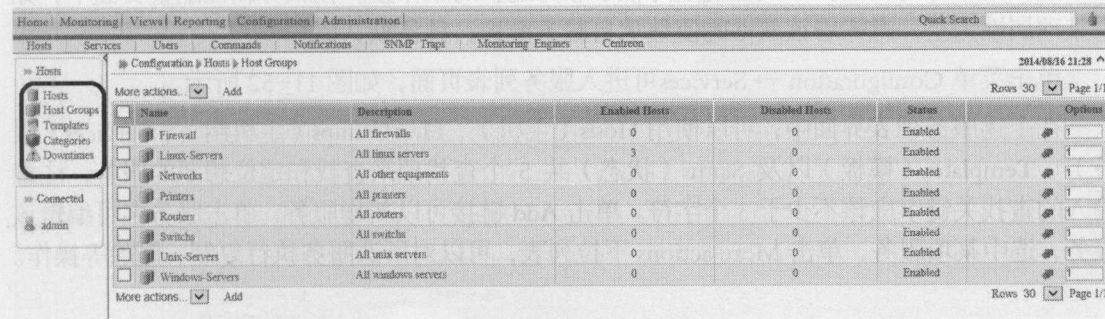 Home Monitoring Views Reporting Configuration Administration Quick Search
Hosts Services Users Commands Notifications SNMP Traps Monitoring Engines Centreon
Hosts
Hosts
Host Groups
Templates
Categories
Downtimes
Connected
admin
Configuration Hosts Host Groups 2014/08/16 21:28
More actions... Add Rows 30 Page 1/1
Name Description Enabled Hosts Disabled Hosts Status Options
Firewall All firewalls 0 0 Enabled 1
Linux-Servers All linux servers 3 0 Enabled 1
Networks All other equipments 0 0 Enabled 1
Printers All printers 0 0 Enabled 1
Routers All routers 0 0 Enabled 1
Switchs All switchs 0 0 Enabled 1
Unix-Servers All unix servers 0 0 Enabled 1
Windows-Servers All windows servers 0 0 Enabled 1
More actions... Add Rows 30 Page 1/1